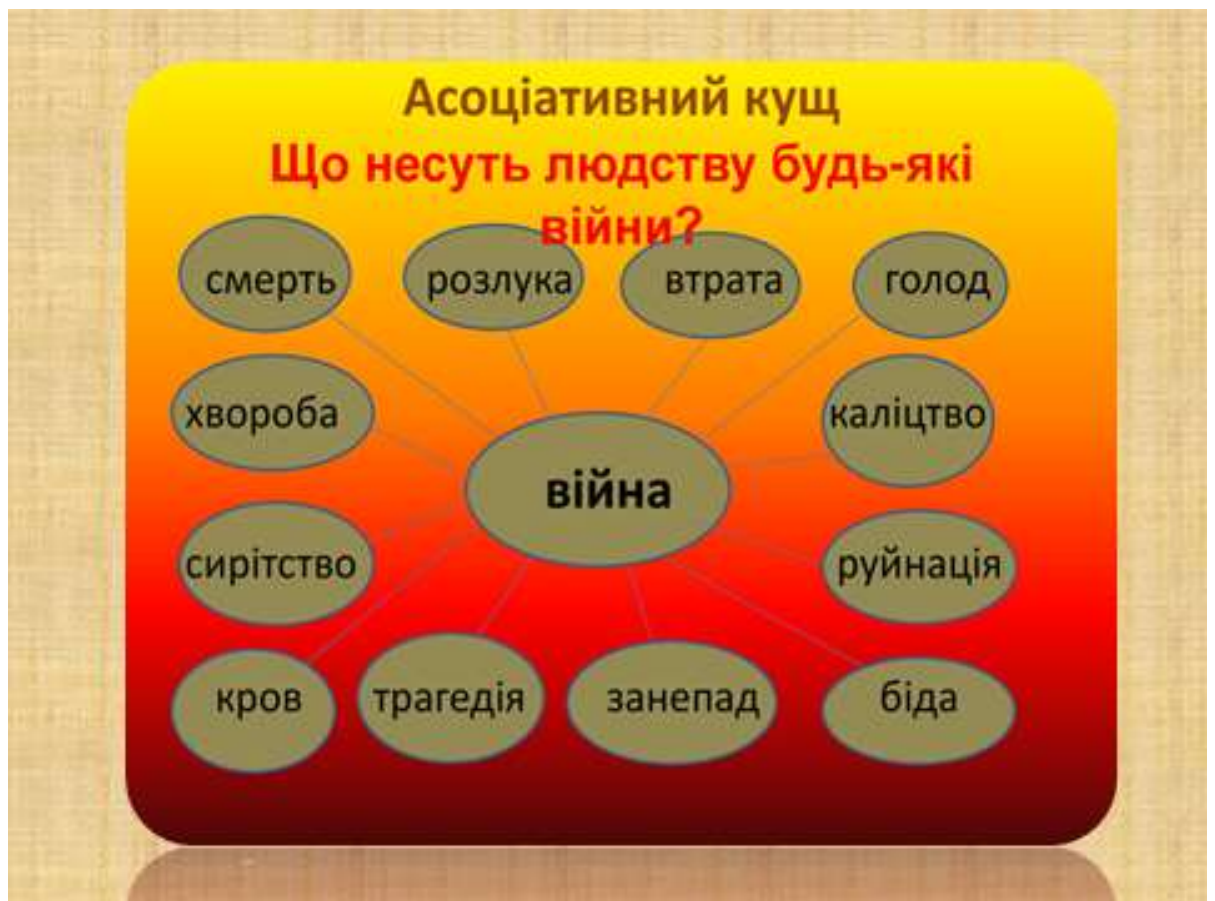 Асоціативний кущ
Що несуть людству будь-які
війни?
смерть
розлука
втрата
голод
хвороба
каліцтво
війна
сирітство
руйнація
кров
трагедія
занепад
біда